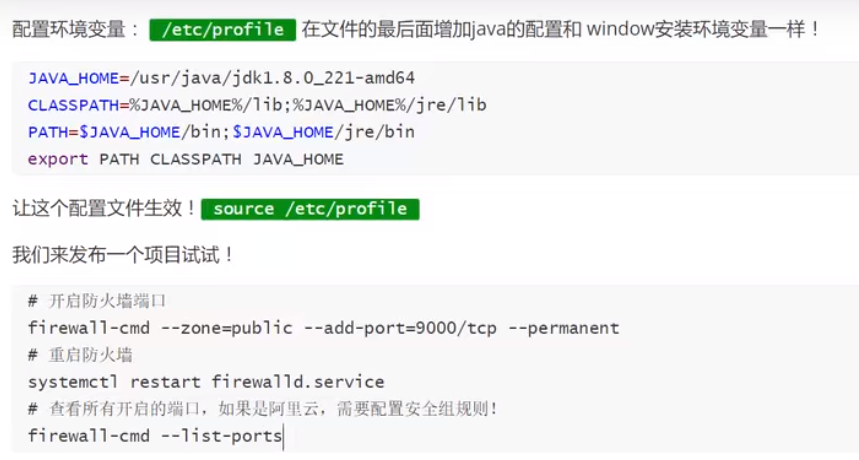 配置环境变量： /etc/profile 在文件的最后面增加java的配置和 window安装环境变量一样！
JAVA_HOME=/usr/java/jdk1.8.0_221-amd64
CLASSPATH=%JAVA_HOME%/lib;%JAVA_HOME%/jre/lib
PATH=$JAVA_HOME/bin;$JAVA_HOME/jre/bin
export PATH CLASSPATH JAVA_HOME
让这个配置文件生效！ source /etc/profile
我们来发布一个项目试试！
# 开启防火墙端口
firewall-cmd --zone=public --add-port=9000/tcp --permanent
# 重启防火墙
systemctl restart firewalld.service
# 查看所有开启的端口，如果是阿里云，需要配置安全组规则！
firewall-cmd --list-ports